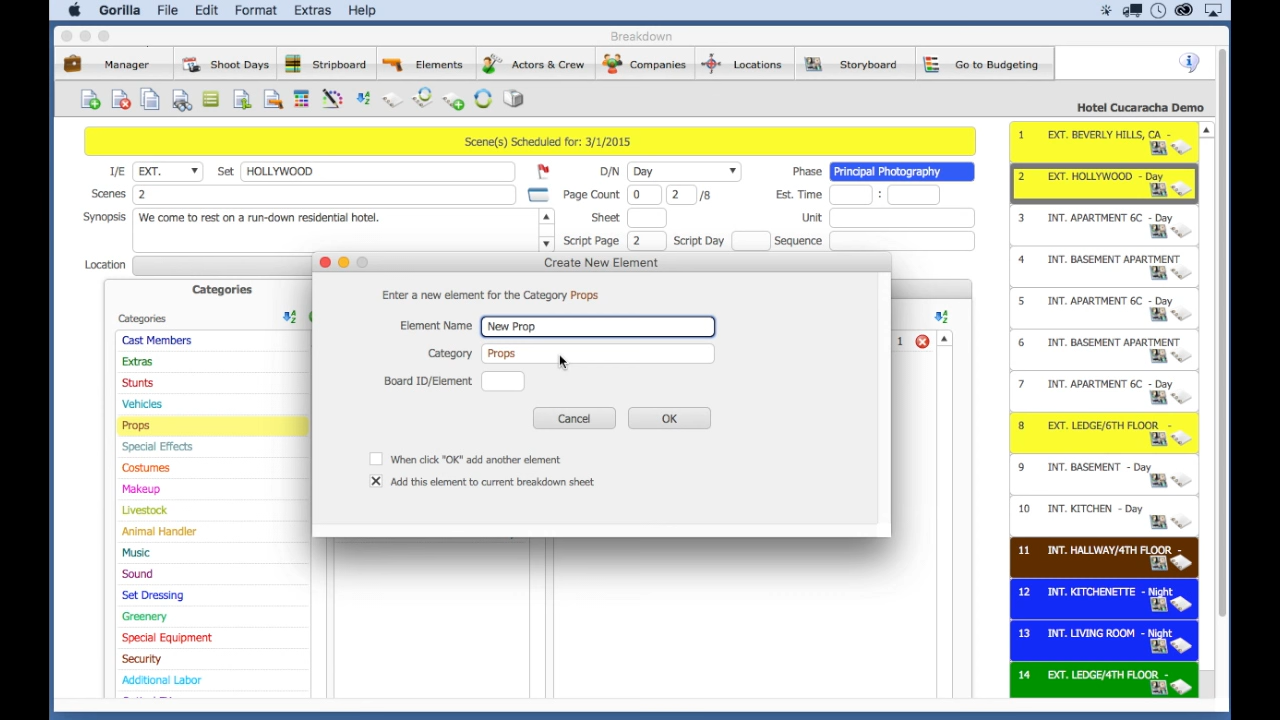 Gorilla File Edit Format Extras Help
Breakdown
Manager Shoot Days Stripboard Elements Actors & Crew Companies Locations Storyboard Go to Budgeting
Hotel Cucaracha Demo
Scene(s) Scheduled for: 3/1/2015
I/E EXT. Set HOLLYWOOD D/N Day Phase Principal Photography
Scenes 2 Page Count 0 2 /8 Est. Time :
Synopsis We come to rest on a run-down residential hotel. Sheet Unit
Script Page 2 Script Day Sequence
Location
Categories
Categories
Cast Members
Extras
Stunts
Vehicles
Props
Special Effects
Costumes
Makeup
Livestock
Animal Handler
Music
Sound
Set Dressing
Greenery
Special Equipment
Security
Additional Labor
Create New Element
Enter a new element for the Category Props
Element Name New Prop
Category Props
Board ID/Element
Cancel OK
When click "OK" add another element
Add this element to current breakdown sheet
1
1 EXT. BEVERLY HILLS, CA -
2 EXT. HOLLYWOOD - Day
3 INT. APARTMENT 6C - Day
4 INT. BASEMENT APARTMENT
5 INT. APARTMENT 6C - Day
6 INT. BASEMENT APARTMENT
7 INT. APARTMENT 6C - Day
8 EXT. LEDGE/6TH FLOOR -
9 INT. BASEMENT - Day
10 INT. KITCHEN - Day
11 INT. HALLWAY/4TH FLOOR -
12 INT. KITCHENETTE - Night
13 INT. LIVING ROOM - Night
14 EXT. LEDGE/4TH FLOOR -